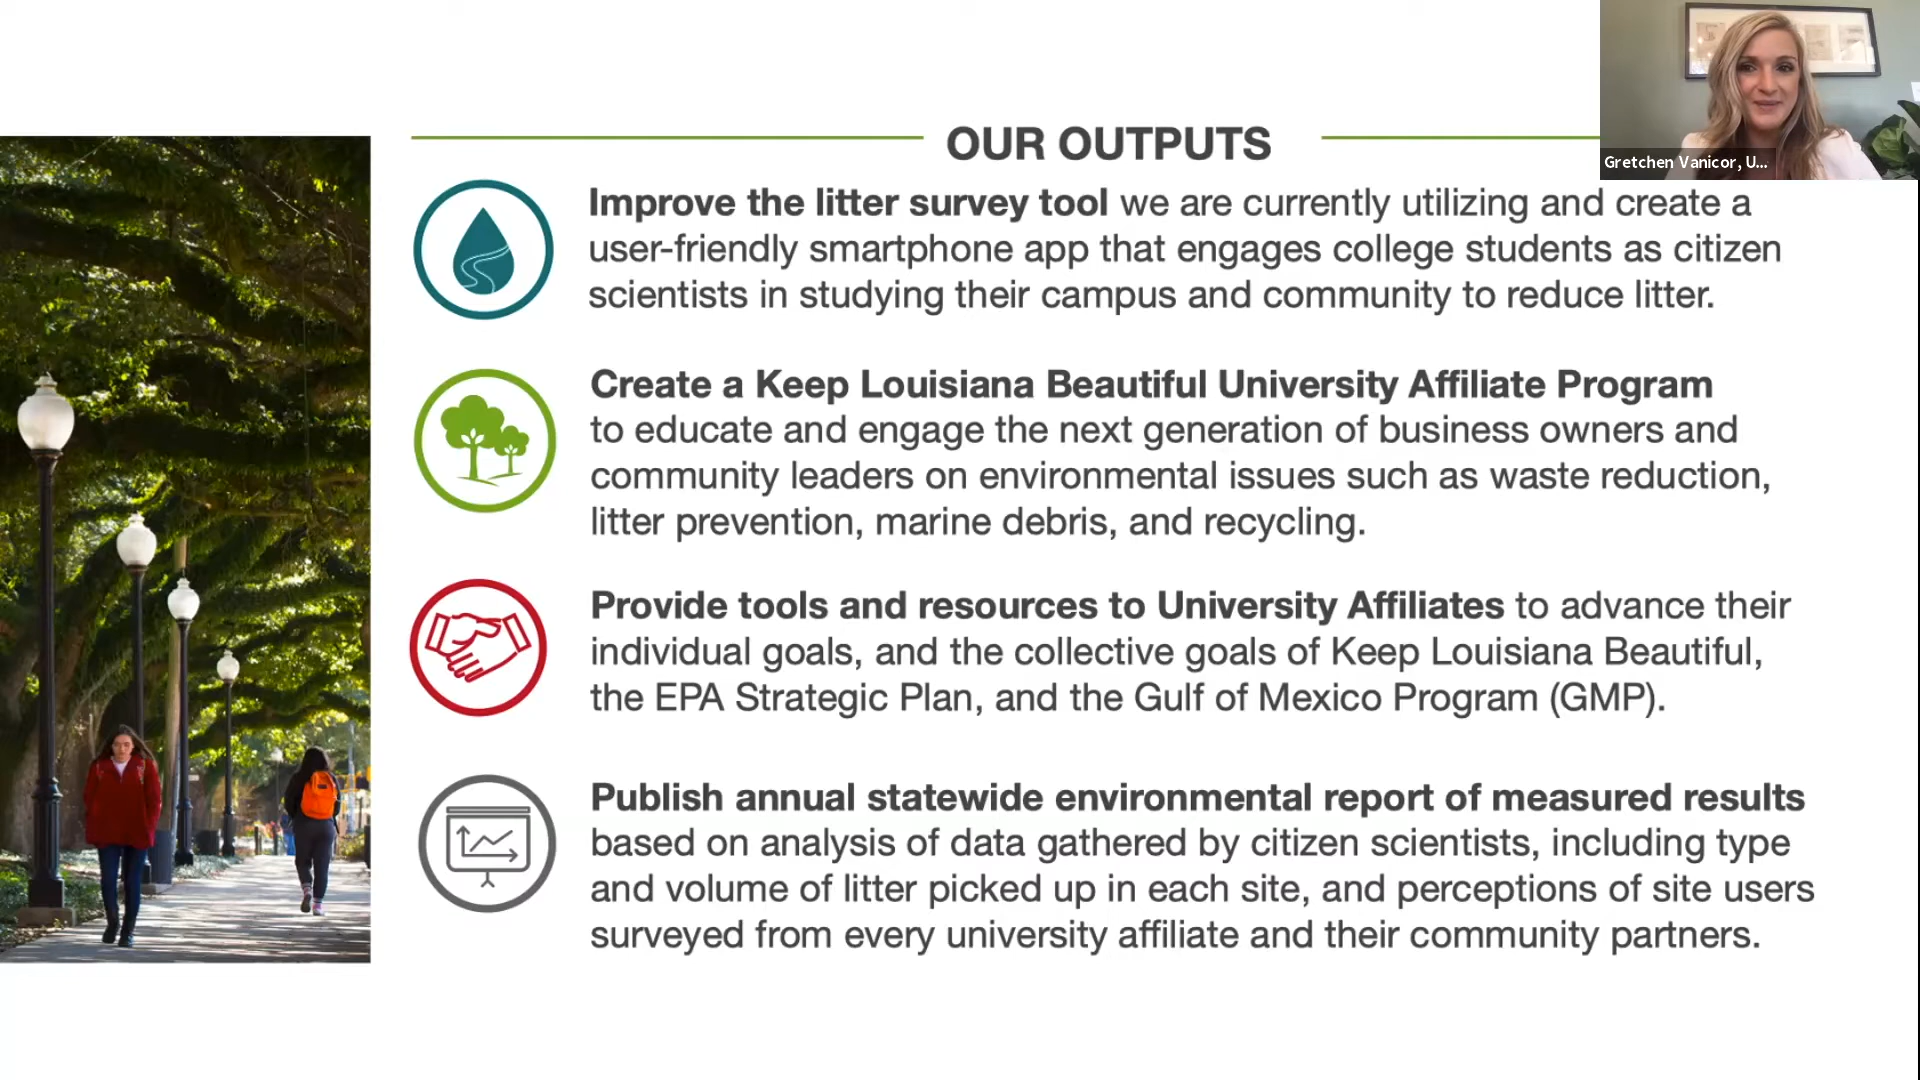 OUR OUTPUTS
Gretchen Vanicor, U...
Improve the litter survey tool we are currently utilizing and create a
user-friendly smartphone app that engages college students as citizen
scientists in studying their campus and community to reduce litter.
Create a Keep Louisiana Beautiful University Affiliate Program
to educate and engage the next generation of business owners and
community leaders on environmental issues such as waste reduction,
litter prevention, marine debris, and recycling.
Provide tools and resources to University Affiliates to advance their
individual goals, and the collective goals of Keep Louisiana Beautiful,
the EPA Strategic Plan, and the Gulf of Mexico Program (GMP).
Publish annual statewide environmental report of measured results
based on analysis of data gathered by citizen scientists, including type
and volume of litter picked up in each site, and perceptions of site users
surveyed from every university affiliate and their community partners.